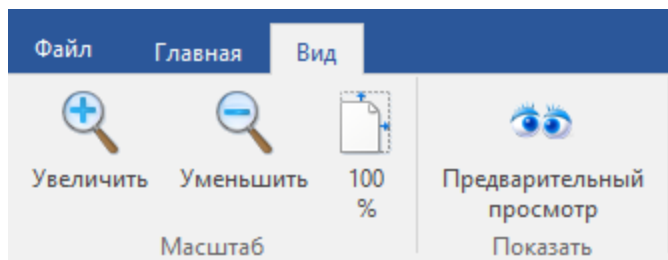 Файл Главная Вид
Увеличить Уменьшить 100 %
Предварительный просмотр
Масштаб Показать